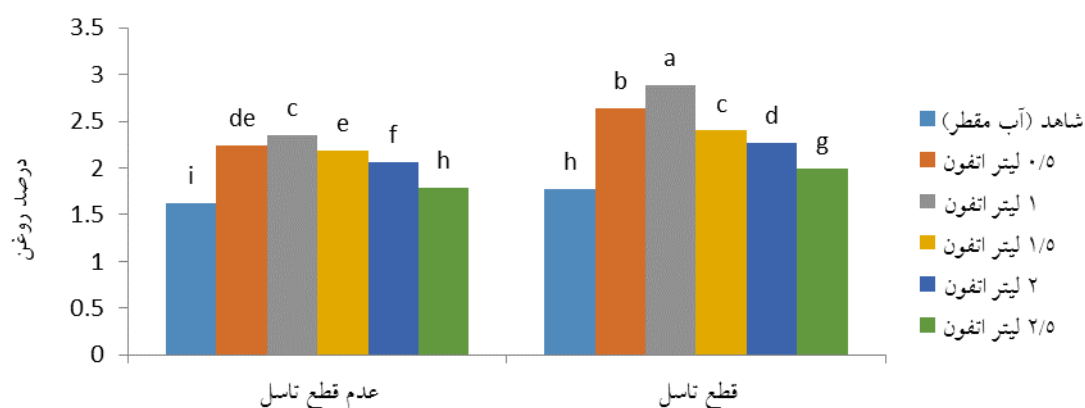 درصد روغن
3.5
3
2.5
2
1.5
1
0.5
0
i
de
c
e
f
h
h
b
a
c
d
g
عدم قطع تاسل
قطع تاسل
شاهد (آب مقطر)
۰/۵ لیتر اتفون
۱ لیتر اتفون
۱/۵ لیتر اتفون
۲ لیتر اتفون
۲/۵ لیتر اتفون